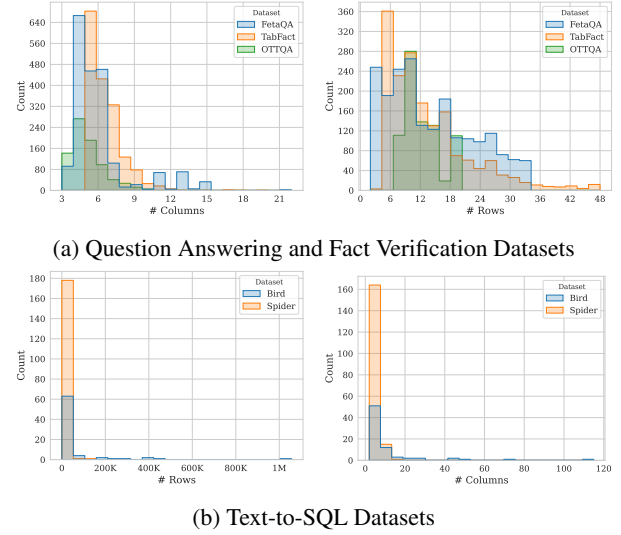 Dataset
FetaQA
TabFact
OTTQA
Count
640
560
480
400
320
240
160
80
0
3 6 9 12 15 18 21
# Columns
Dataset
FetaQA
TabFact
OTTQA
Count
360
320
280
240
200
160
120
80
40
0
0 6 12 18 24 30 36 42 48
# Rows
(a) Question Answering and Fact Verification Datasets
Dataset
Bird
Spider
Count
180
160
140
120
100
80
60
40
20
0
0 200K 400K 600K 800K 1M
# Rows
Dataset
Bird
Spider
Count
160
140
120
100
80
60
40
20
0
0 20 40 60 80 100 120
# Columns
(b) Text-to-SQL Datasets